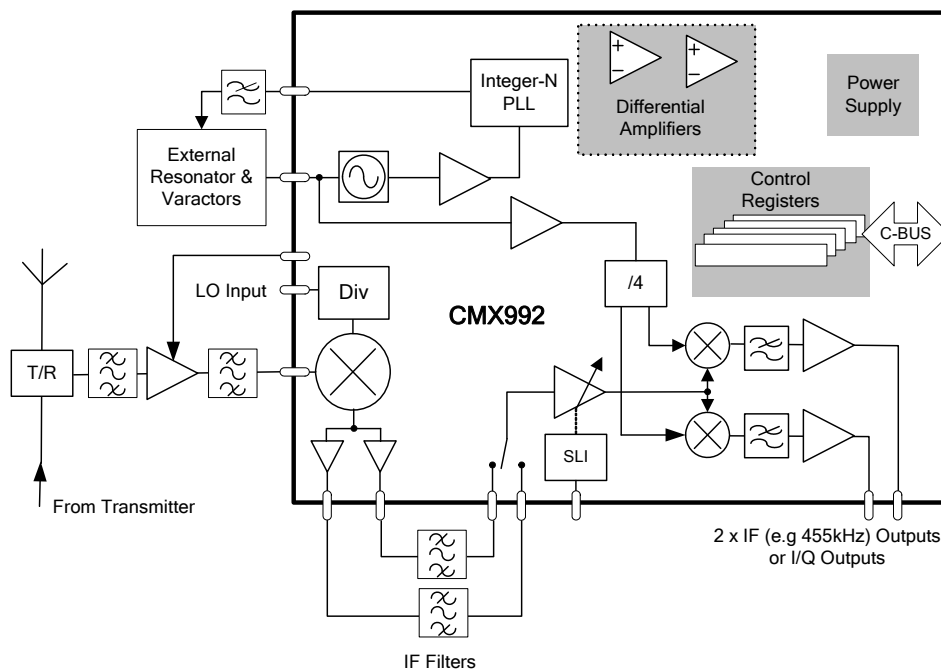 Integer-N
PLL
+
−
+
−
Differential
Amplifiers
Power
Supply
External
Resonator &
Varactors
Control
Registers
C-BUS
LO Input
Div
/4
CMX992
T/R
SLI
From Transmitter
2 x IF (e.g 455kHz) Outputs
or I/Q Outputs
IF Filters